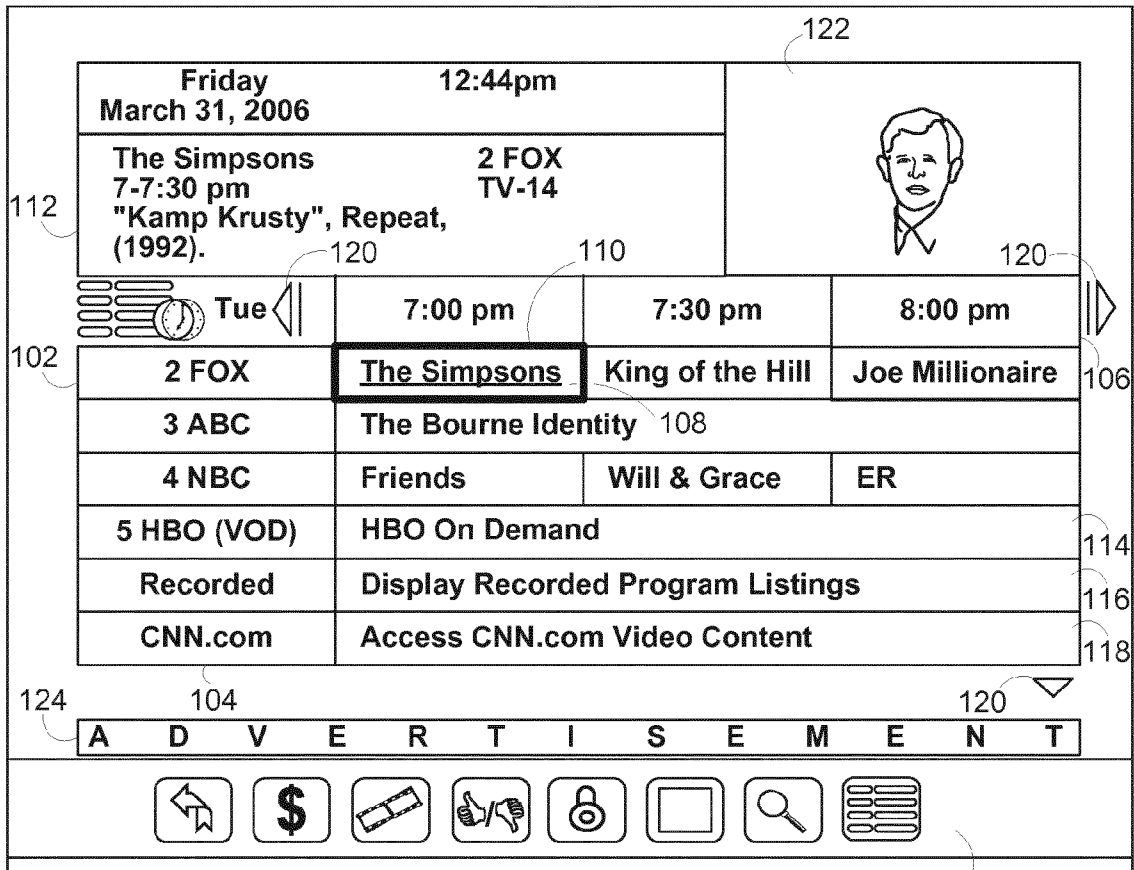 122
Friday 12:44pm
March 31, 2006
The Simpsons 2 FOX
7-7:30 pm TV-14
"Kamp Krusty", Repeat,
(1992).
112
120
110
120
Tue 7:00 pm 7:30 pm 8:00 pm
102
2 FOX The Simpsons King of the Hill Joe Millionaire
106
3 ABC The Bourne Identity 108
4 NBC Friends Will & Grace ER
5 HBO (VOD) HBO On Demand
114
Recorded Display Recorded Program Listings
116
CNN.com Access CNN.com Video Content
118
124
104
120
A D V E R T I S E M E N T
$